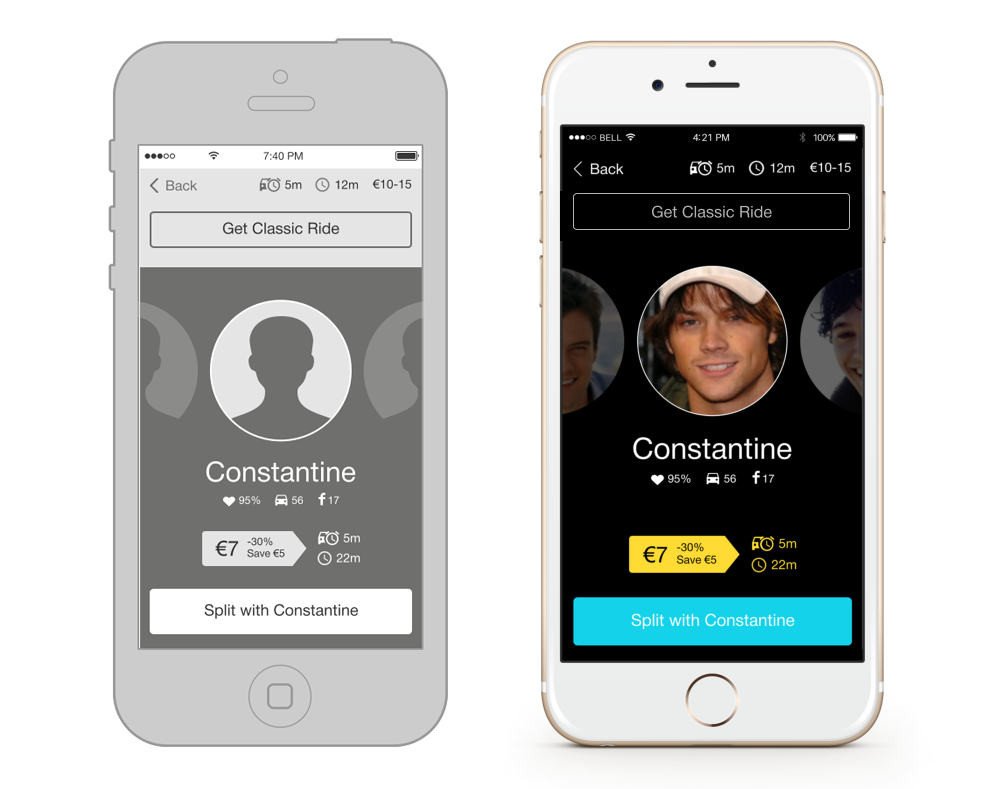 7:40 PM
Back 5m 12m €10-15
Get Classic Ride
Constantine
95% 56 17
€7 -30% Save €5
5m
22m
Split with Constantine
BELL 4:21 PM 100%
Back 5m 12m €10-15
Get Classic Ride
Constantine
95% 56 f 17
€7 -30% Save €5
5m
22m
Split with Constantine